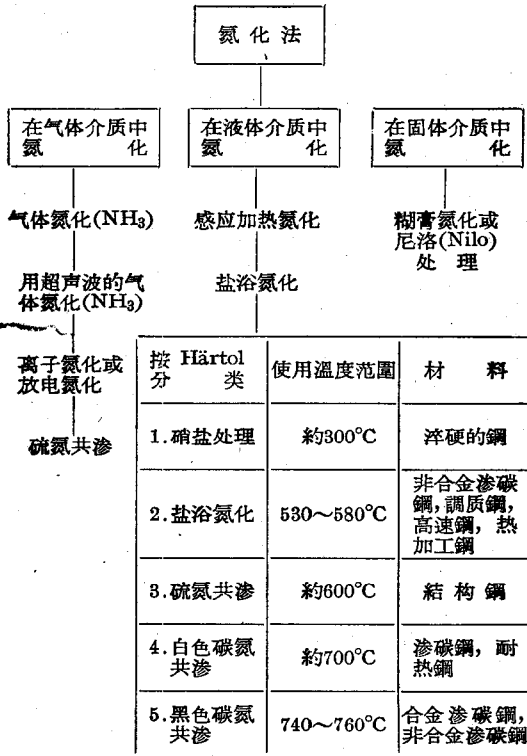 氮化法
在气体介质中
氮化
在液体介质中
氮化
在固体介质中
氮化
气体氮化(NH₃)
用超声波的气
体氮化(NH₃)
离子氮化或
放电氮化
硫氮共渗
感应加热氮化
盐浴氮化
糊膏氮化或
尼洛(Nilo)
处理
按 Härtol
分类
使用溫度范圍
材料
1.硝盐处理
約300℃
淬硬的鋼
2.盐浴氮化
530～580℃
非合金渗碳
鋼,調质鋼,
高速鋼, 热
加工鋼
3.硫氮共渗
約600℃
結构鋼
4.白色碳氮
共渗
約700℃
渗碳鋼, 耐
热鋼
5.黑色碳氮
共渗
740～760℃
合金渗碳鋼,
非合金渗碳鋼